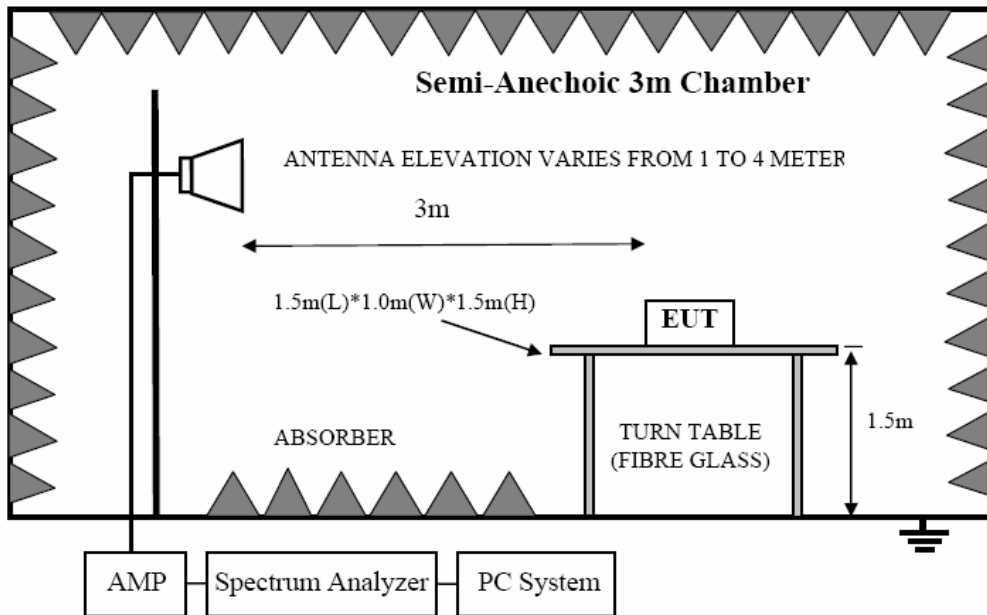 Semi-Anechoic 3m Chamber
ANTENNA ELEVATION VARIES FROM 1 TO 4 METER
3m
1.5m(L)*1.0m(W)*1.5m(H)
EUT
1.5m
ABSORBER
TURN TABLE
(FIBRE GLASS)
AMP
Spectrum Analyzer
PC System